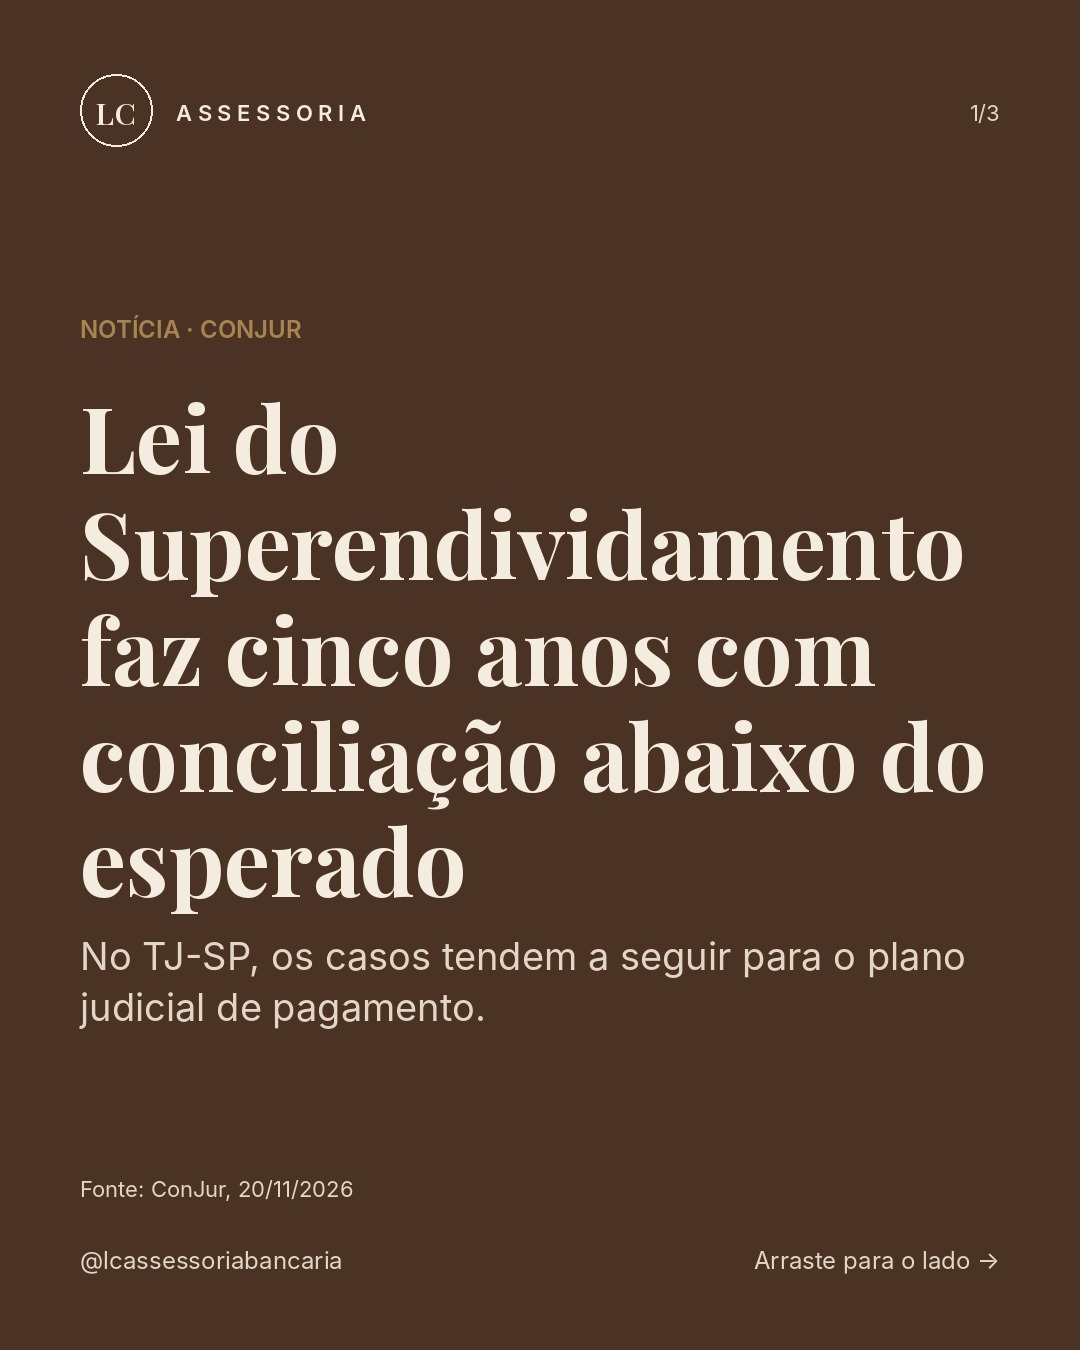 LC ASSESSORIA 1/3
NOTÍCIA · CONJUR
Lei do
Superendividamento
faz cinco anos com
conciliação abaixo do
esperado
No TJ-SP, os casos tendem a seguir para o plano
judicial de pagamento.
Fonte: ConJur, 20/11/2026
@lcassessoriabancaria Arraste para o lado →